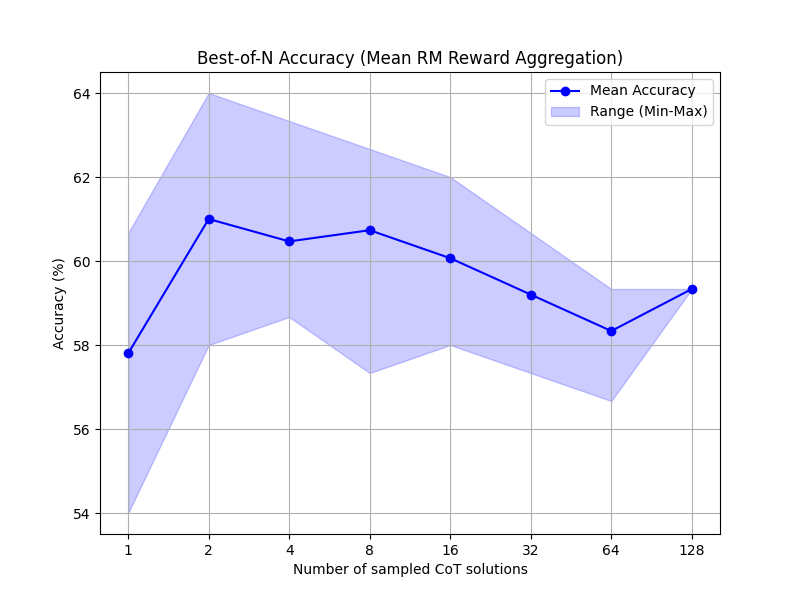 Best-of-N Accuracy (Mean RM Reward Aggregation)
Mean Accuracy
Range (Min-Max)
64
62
60
58
56
54
Accuracy (%)
1 2 4 8 16 32 64 128
Number of sampled CoT solutions